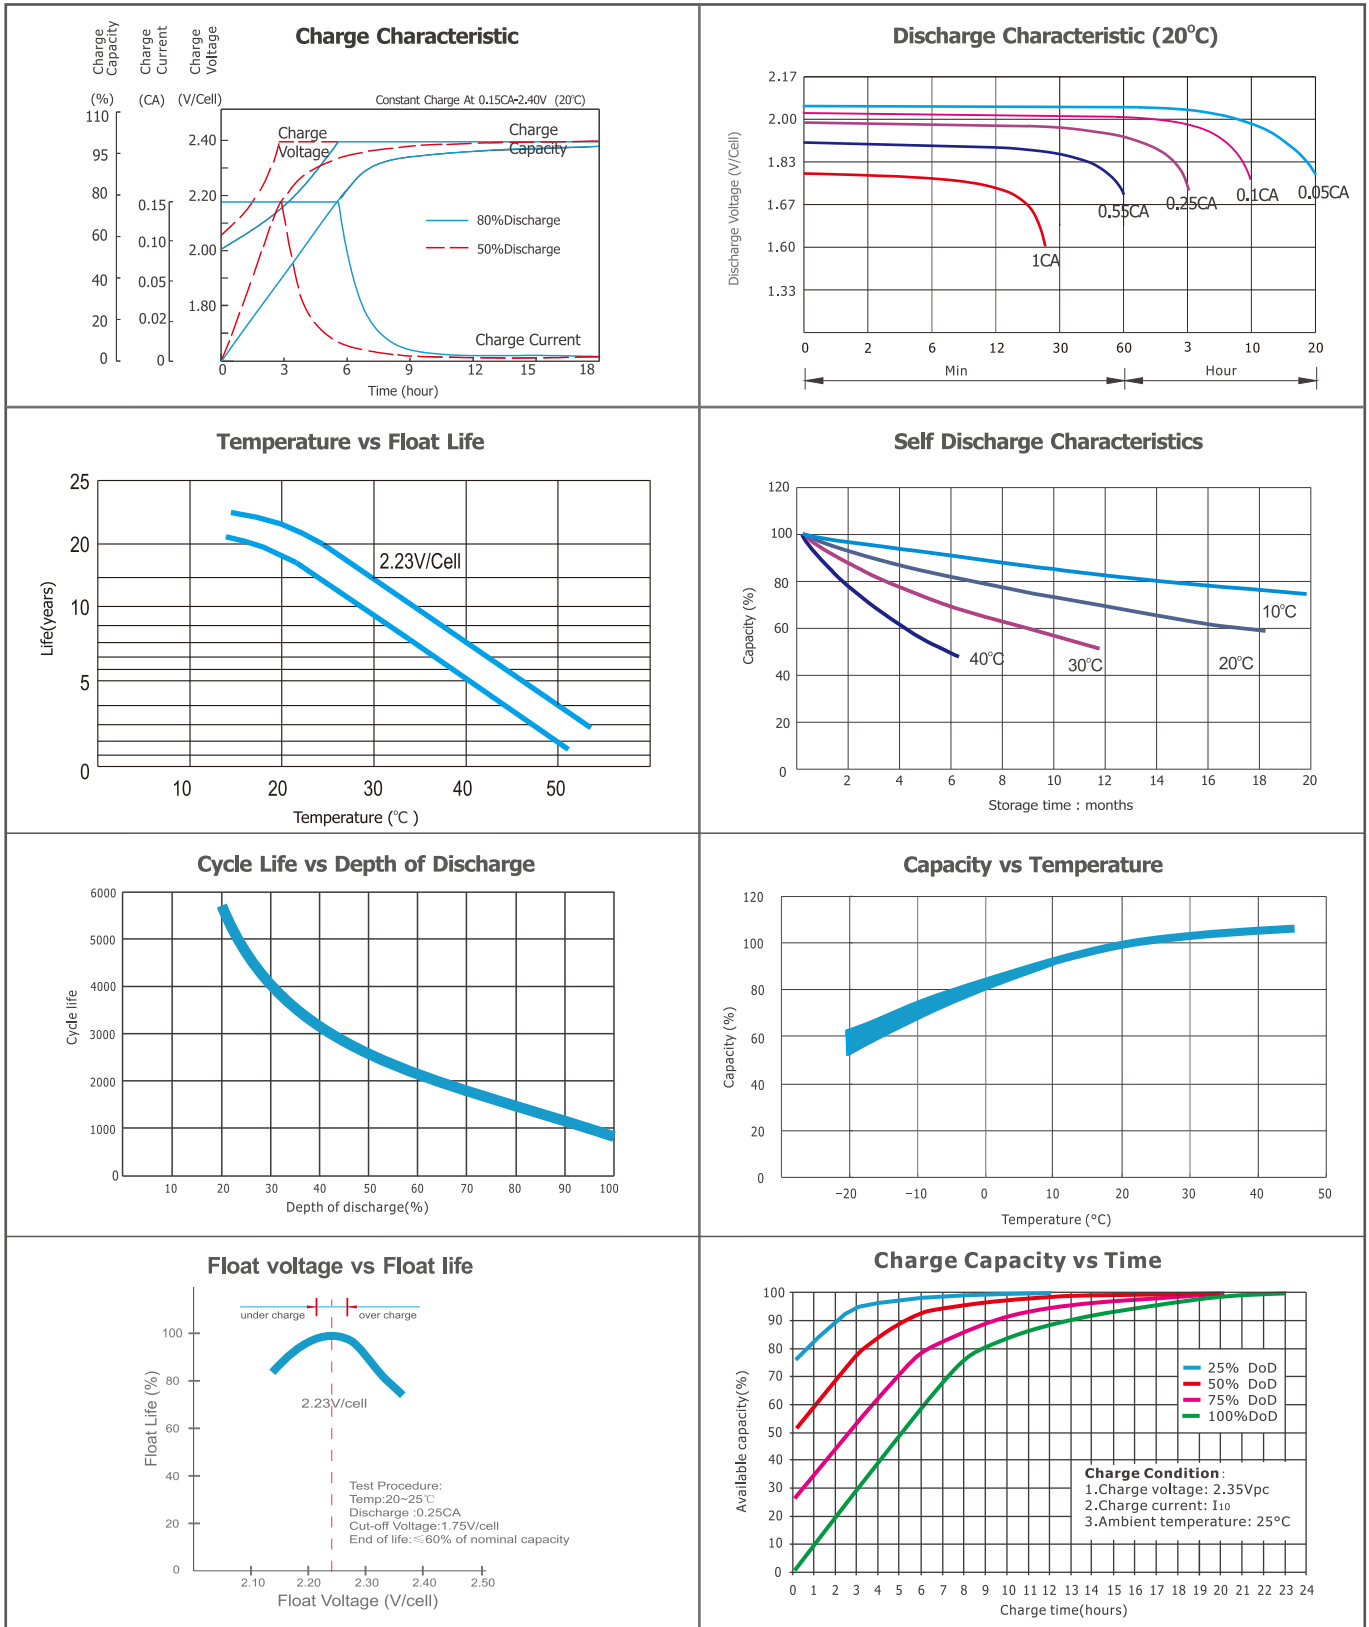 Charge Characteristic
Charge
Capacity
Charge
Current
Charge
Voltage
(%)
(CA)
(V/Cell)
Constant Charge At 0.15CA-2.40V (20℃)
110
95
80
60
40
20
0
0.15
0.10
0.05
0.02
0
2.40
2.20
2.00
1.80
Charge
Voltage
Charge
Capacity
80%Discharge
50%Discharge
Charge Current
0 3 6 9 12 15 18
Time (hour)
Discharge Characteristic (20°C)
Discharge Voltage (V/Cell)
2.17
2.00
1.83
1.67
1.60
1.33
1CA
0.55CA
0.25CA
0.1CA
0.05CA
0 2 6 12 30 60 3 10 20
Min
Hour
Temperature vs Float Life
Life(years)
25
20
10
5
0
2.23V/Cell
10 20 30 40 50
Temperature (℃ )
Self Discharge Characteristics
Capacity (%)
120
100
80
60
40
20
0
10°C
20°C
30°C
40°C
2 4 6 8 10 12 14 16 18 20
Storage time : months
Cycle Life vs Depth of Discharge
Cycle life
6000
5000
4000
3000
2000
1000
0
10 20 30 40 50 60 70 80 90 100
Depth of discharge(%)
Capacity vs Temperature
Capacity (%)
120
100
80
60
40
20
0
−20 −10 0 10 20 30 40 50
Temperature (°C)
Float voltage vs Float life
under charge
over charge
Float Life (%)
100
80
60
40
20
0
2.23V/cell
Test Procedure:
Temp:20~25℃
Discharge :0.25CA
Cut-off Voltage:1.75V/cell
End of life:≤60% of nominal capacity
2.10 2.20 2.30 2.40 2.50
Float Voltage (V/cell)
Charge Capacity vs Time
Available capacity(%)
100
90
80
70
60
50
40
30
20
10
0
25% DoD
50% DoD
75% DoD
100%DoD
Charge Condition :
1.Charge voltage: 2.35Vpc
2.Charge current: I10
3.Ambient temperature: 25°C
0 1 2 3 4 5 6 7 8 9 10 11 12 13 14 15 16 17 18 19 20 21 22 23 24
Charge time(hours)